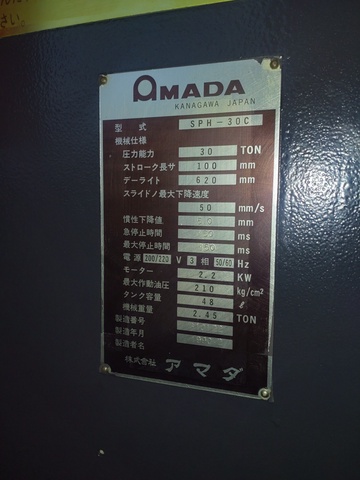 さい。
AMADA
KANAGAWA JAPAN
型式 SPH-30C
機械仕様
圧力能力 30 TON
ストローク長サ 100 mm
デーライト 620 mm
スライドノ最大下降速度
50 mm/s
慣性下降値 mm
急停止時間 ms
最大停止時間 ms
電源 200/220 V 3 相 50/60 Hz
モーター 2.2 KW
最大作動油圧 210 kg/cm²
タンク容量 48 ℓ
機械重量 2.45 TON
製造番号
製造年月
製造者名
株式会社 アマダ